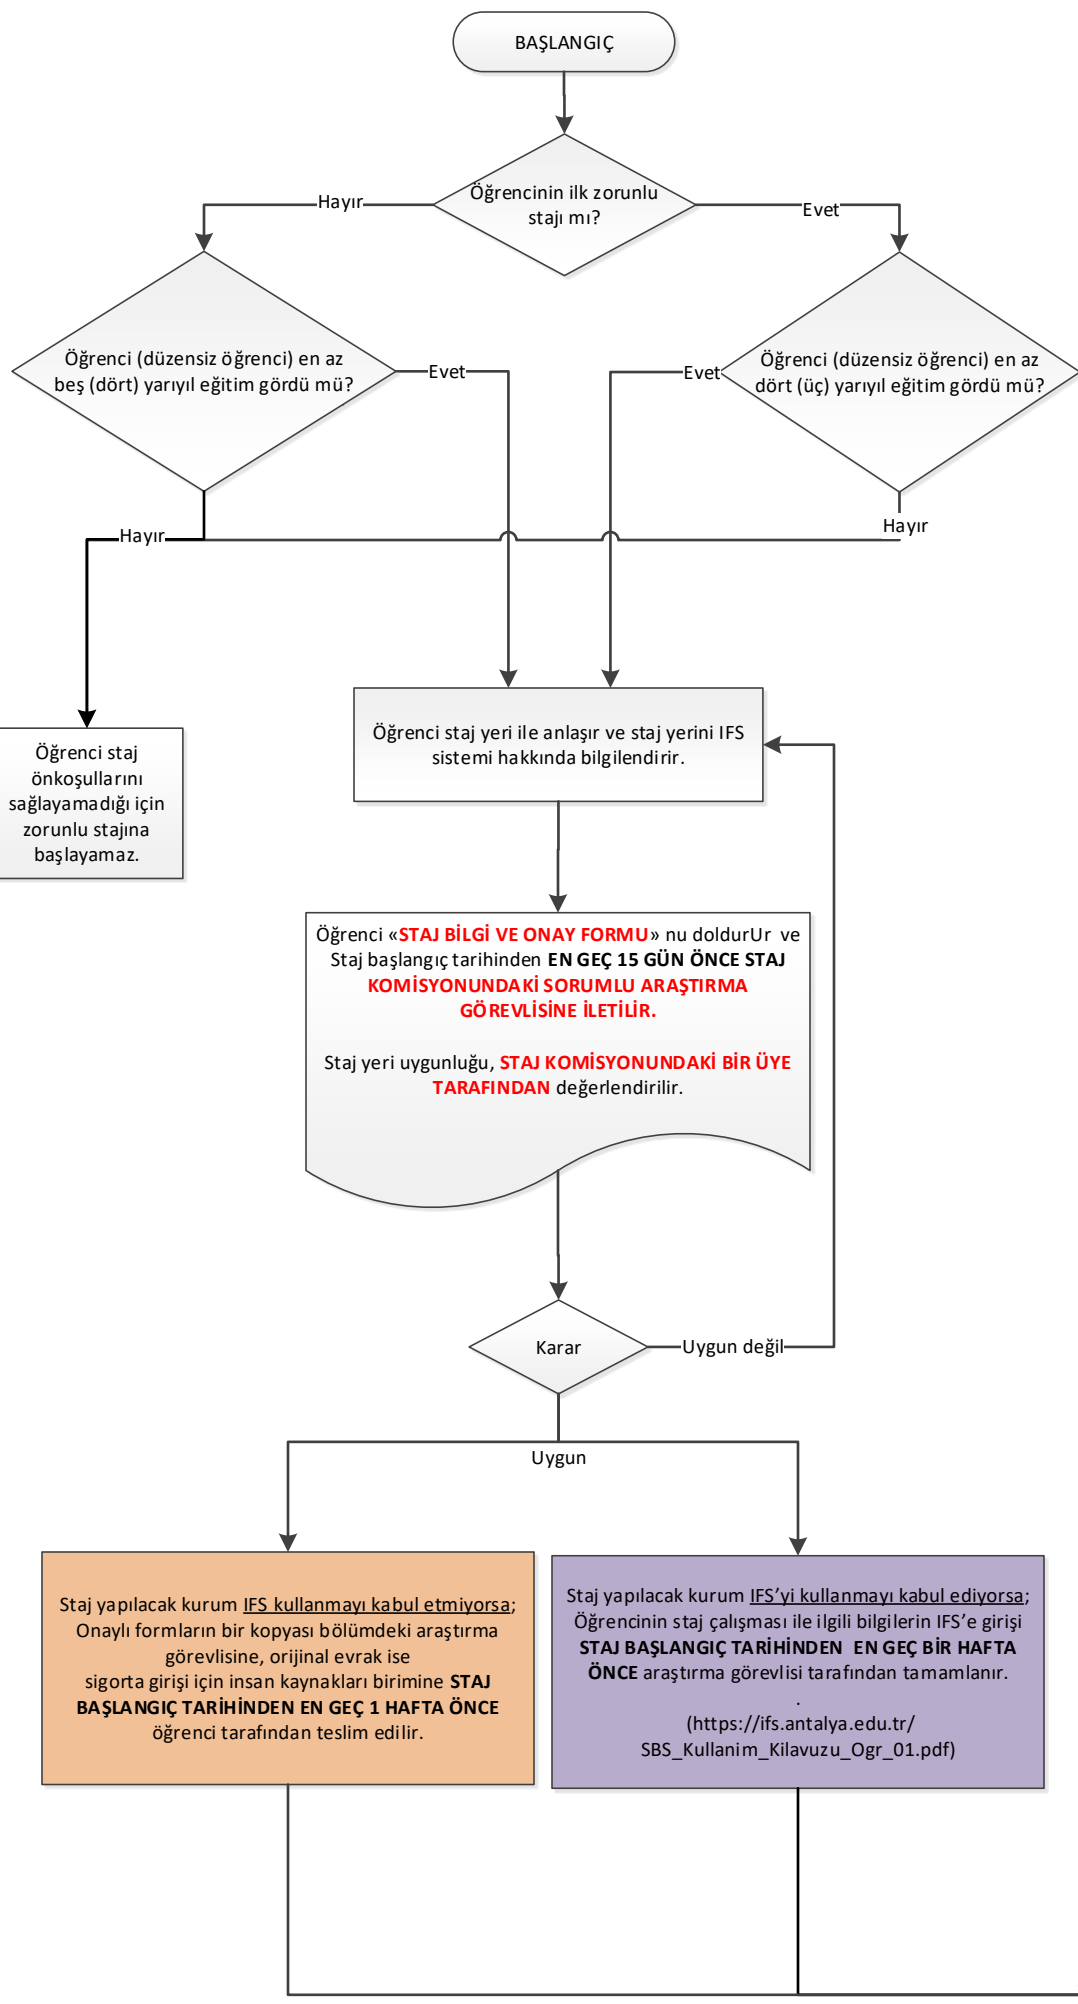 BAŞLANGIÇ
Öğrencinin ilk zorunlu
stajı mı?
Hayır
Evet
Öğrenci (düzensiz öğrenci) en az
beş (dört) yarıyıl eğitim gördü mü?
Evet
Evet
Öğrenci (düzensiz öğrenci) en az
dört (üç) yarıyıl eğitim gördü mü?
Hayır
Hayır
Öğrenci staj yeri ile anlaşır ve staj yerini IFS
sistemi hakkında bilgilendirir.
Öğrenci staj
önkoşullarını
sağlayamadığı için
zorunlu stajına
başlayamaz.
Öğrenci «STAJ BİLGİ VE ONAY FORMU» nu doldurUr ve
Staj başlangıç tarihinden EN GEÇ 15 GÜN ÖNCE STAJ
KOMİSYONUNDAKİ SORUMLU ARAŞTIRMA
GÖREVLİSİNE İLETİLİR.
Staj yeri uygunluğu, STAJ KOMİSYONUNDAKİ BİR ÜYE
TARAFINDAN değerlendirilir.
Karar
Uygun değil
Uygun
Staj yapılacak kurum IFS kullanmayı kabul etmiyorsa;
Onaylı formların bir kopyası bölümdeki araştırma
görevlisine, orijinal evrak ise
sigorta girişi için insan kaynakları birimine STAJ
BAŞLANGIÇ TARİHİNDEN EN GEÇ 1 HAFTA ÖNCE
öğrenci tarafından teslim edilir.
Staj yapılacak kurum IFS’yi kullanmayı kabul ediyorsa;
Öğrencinin staj çalışması ile ilgili bilgilerin IFS’e girişi
STAJ BAŞLANGIÇ TARİHİNDEN EN GEÇ BİR HAFTA
ÖNCE araştırma görevlisi tarafından tamamlanır.
.
(https://ifs.antalya.edu.tr/
SBS_Kullanim_Kilavuzu_Ogr_01.pdf)